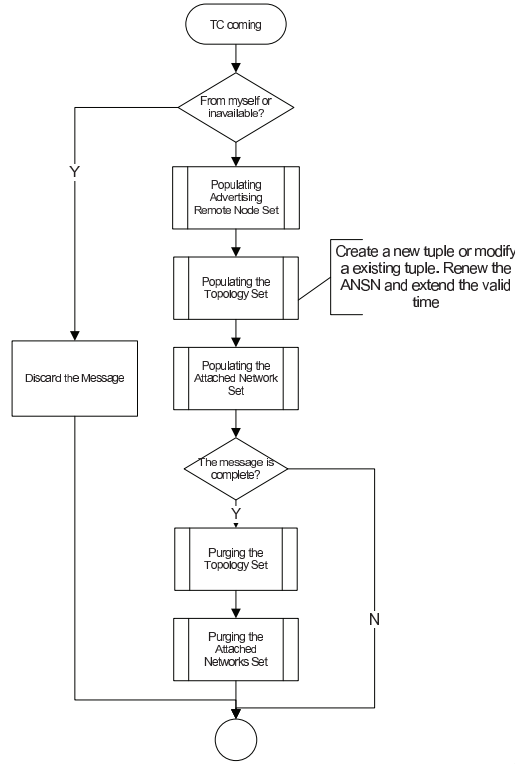 TC coming
From myself or
inavailable?
Y
Populating
Advertising
Remote Node Set
Populating the
Topology Set
Create a new tuple or modify
a existing tuple. Renew the
ANSN and extend the valid
time
Discard the Message
Populating the
Attached Network
Set
The message is
complete?
Y
Purging the
Topology Set
N
Purging the
Attached
Networks Set